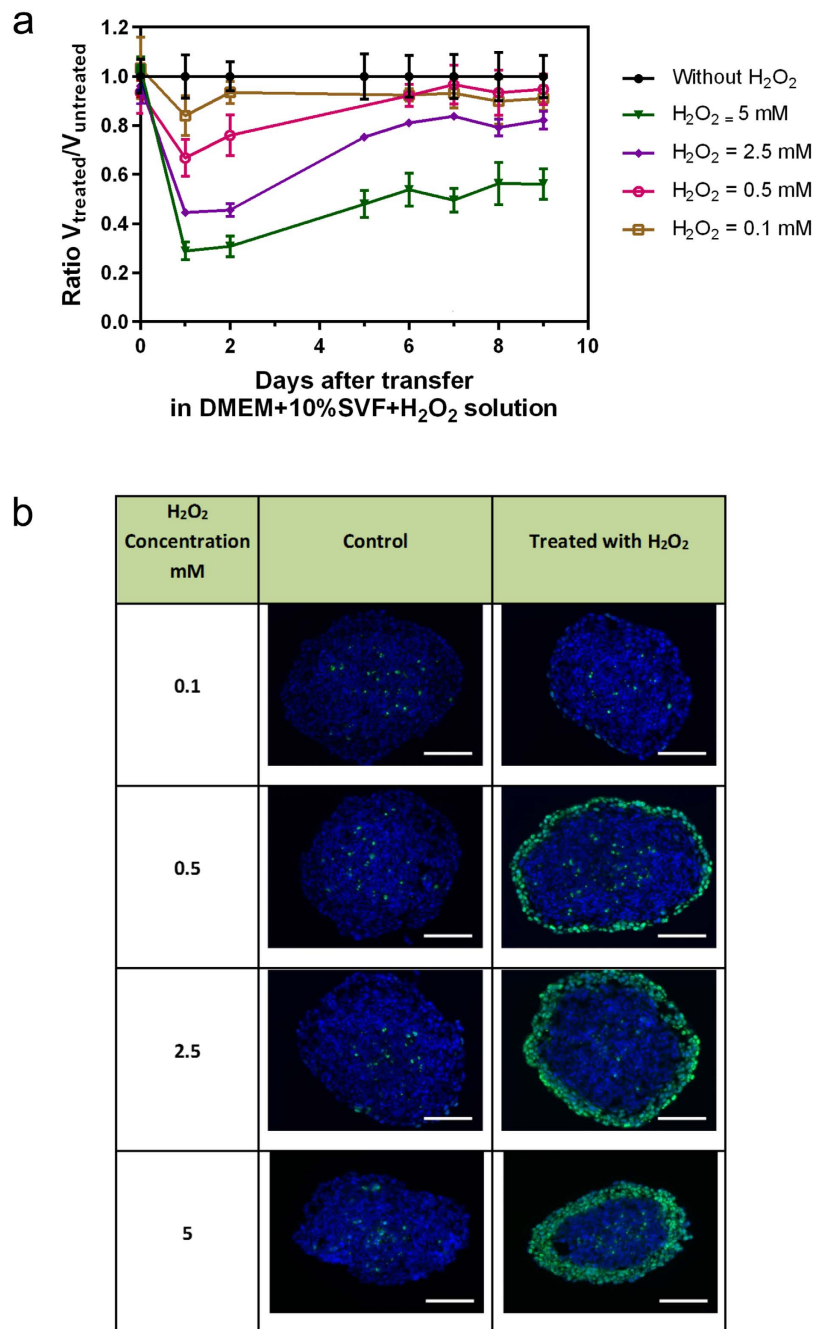 a
1.2
1.0
0.8
0.6
0.4
0.2
0.0
Ratio V_treated/V_untreated
0 2 4 6 8 10
Days after transfer
in DMEM+10%SVF+H₂O₂ solution
Without H₂O₂
H₂O₂ = 5 mM
H₂O₂ = 2.5 mM
H₂O₂ = 0.5 mM
H₂O₂ = 0.1 mM
b
H₂O₂
Concentration
mM
Control
Treated with H₂O₂
0.1
0.5
2.5
5